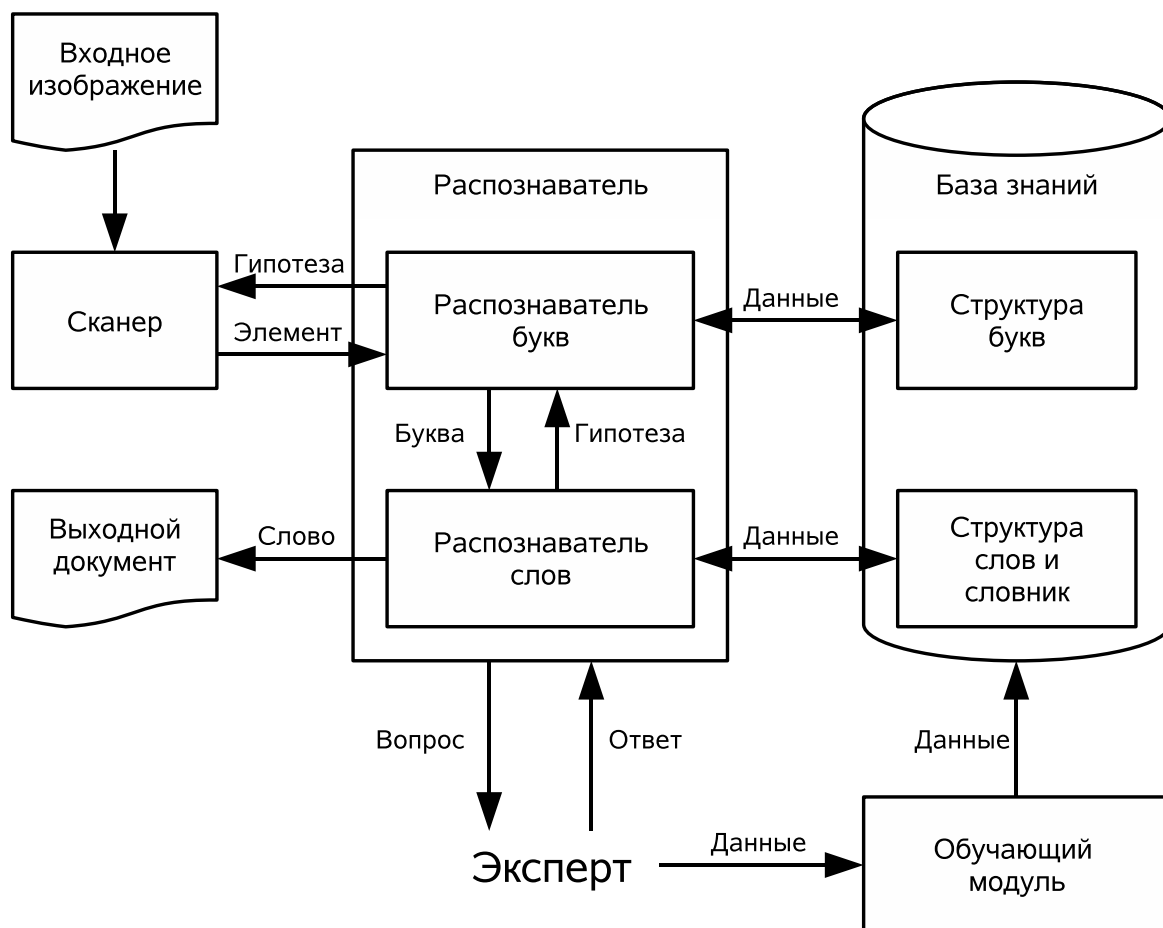 Входное
изображение
Распознаватель
База знаний
Гипотеза
Сканер
Элемент
Распознаватель
букв
Данные
Структура
букв
Буква
Гипотеза
Выходной
документ
Слово
Распознаватель
слов
Данные
Структура
слов и
словник
Вопрос
Ответ
Данные
Эксперт
Данные
Обучающий
модуль